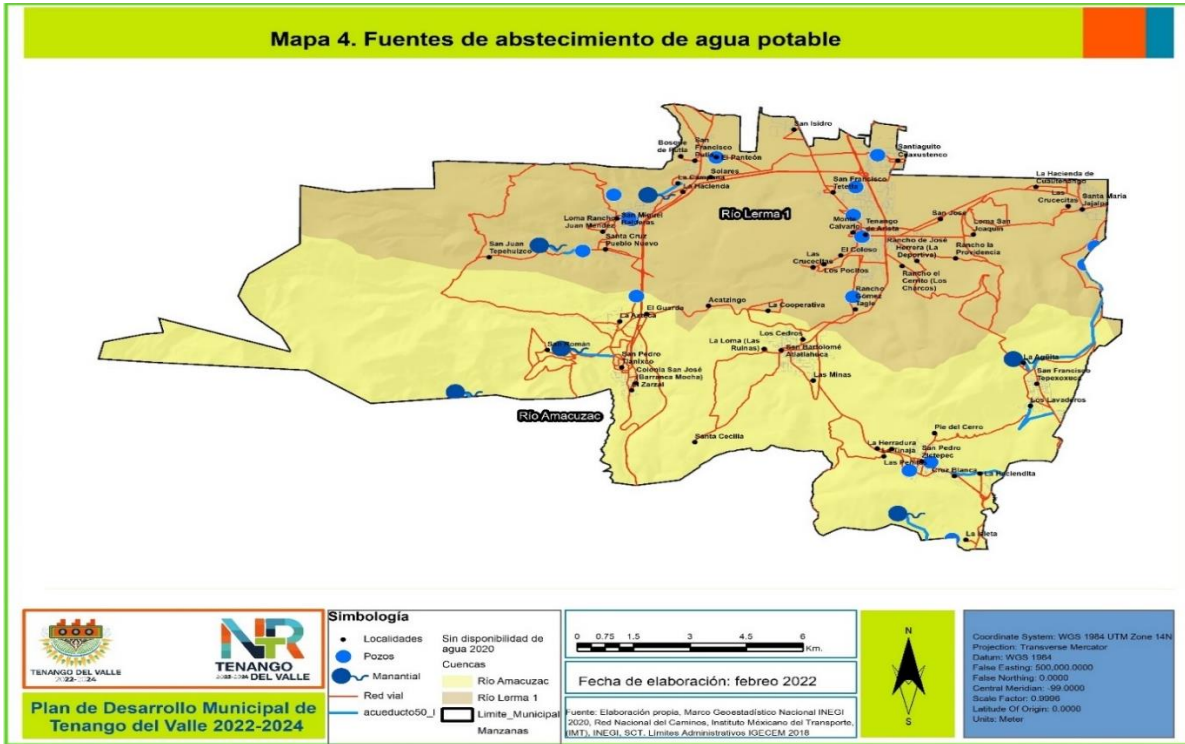 Mapa 4. Fuentes de abstecimiento de agua potable
San Isidro
Bosque
de Putla
San
Francisco
Putla
El Panteón
Santiaguito
Cuaxustenco
Solares
La Hacienda
San Francisco
Tetetla
La Hacienda de
Cuautenango
Las
Crucecitas
Santa María
Jajalpa
Río Lerma 1
Loma Rancho
Juan Méndez
San Miguel
Balderas
Monte
Calvario
Tenango
de Arista
San José
Loma San
Joaquín
Santa Cruz
Pueblo Nuevo
San Juan
Tepehuixco
El Coloso
Rancho de José
Herrera (La
Deportiva)
Rancho la
Providencia
Las
Crucecitas
Los Pocitos
Rancho el
Cerrito (Los
Charcos)
Rancho
Gómez
Tagle
Acatzingo
La Cooperativa
El Guarda
Los Cedros
La Loma (Las
Ruinas)
San Bartolomé
Atlatlahuca
San Román
San Pedro
Tlanixco
Colonia San José
(Barranca Mocha)
El Zarzal
Las Minas
La Agüita
San Francisco
Tepexoxuca
Los Lavaderos
Río Amacuzac
Santa Cecilia
Pie del Cerro
La Herradura
San Pedro
Zictepec
Cruz Blanca
La Haciendita
La Isleta
TENANGO DEL VALLE
2022-2024
NTR
TENANGO
2022-2024 DEL VALLE
Plan de Desarrollo Municipal de
Tenango del Valle 2022-2024
Simbología
Localidades
Pozos
Manantial
Red vial
acueducto50_l
Sin disponibilidad de
agua 2020
Cuencas
Río Amacuzac
Río Lerma 1
Limite_Municipal
Manzanas
0 0.75 1.5 3 4.5 6
Km.
Fecha de elaboración: febreo 2022
Fuente: Elaboración propia, Marco Geoestadístico Nacional INEGI
2020, Red Nacional del Caminos, Instituto Méxicano del Transporte,
(IMT), INEGI, SCT. Límites Administrativos IGECEM 2018
N
S
Coordinate System: WGS 1984 UTM Zone 14N
Projection: Transverse Mercator
Datum: WGS 1984
False Easting: 500,000.0000
False Northing: 0.0000
Central Meridian: -99.0000
Scale Factor: 0.9996
Latitude Of Origin: 0.0000
Units: Meter